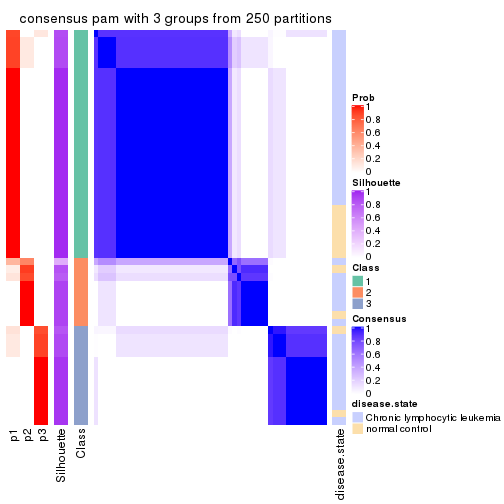 consensus pam with 3 groups from 250 partitions
Prob
1
0.8
0.6
0.4
0.2
0
Silhouette
1
0.8
0.6
0.4
0.2
0
Class
1
2
3
Consensus
1
0.8
0.6
0.4
0.2
0
disease.state
Chronic lymphocytic leukemia
normal control
p1
p2
p3
Silhouette
Class
disease.state